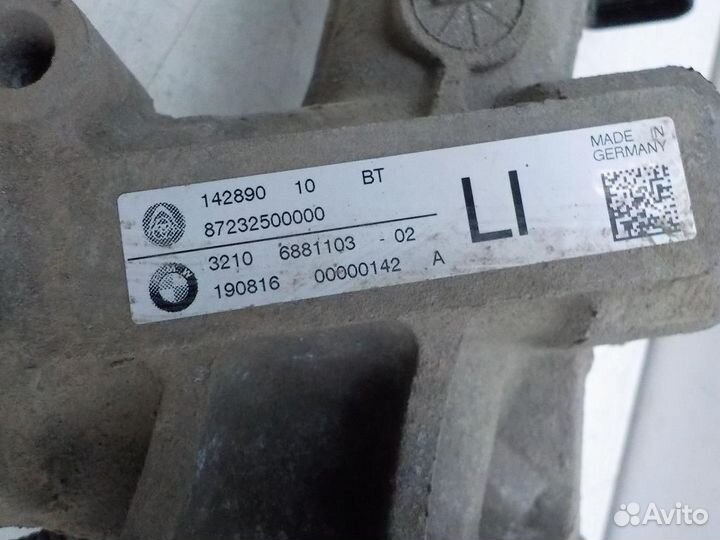 142890 10 BT
87232500000
3210 6881103 - 02
190816 00000142 A
LI
MADE IN
GERMANY
Avito